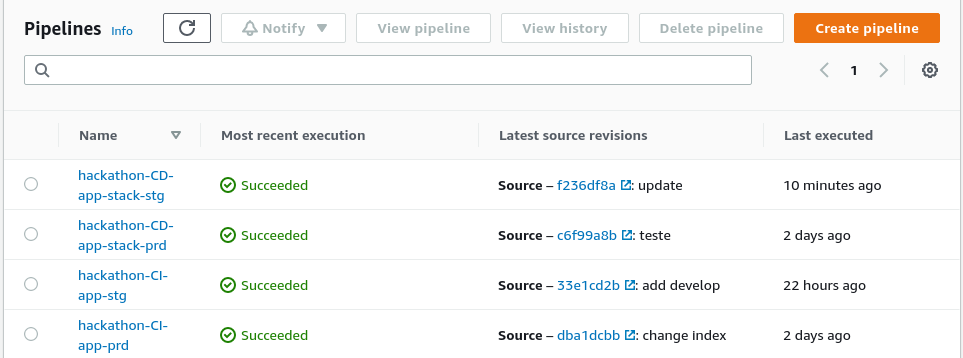 Pipelines Info Notify View pipeline View history Delete pipeline Create pipeline
1
Name Most recent execution Latest source revisions Last executed
hackathon-CD-
app-stack-stg Succeeded Source – f236df8a: update 10 minutes ago
hackathon-CD-
app-stack-prd Succeeded Source – c6f99a8b: teste 2 days ago
hackathon-CI-
app-stg Succeeded Source – 33e1cd2b: add develop 22 hours ago
hackathon-CI-
app-prd Succeeded Source – dba1dcbb: change index 2 days ago